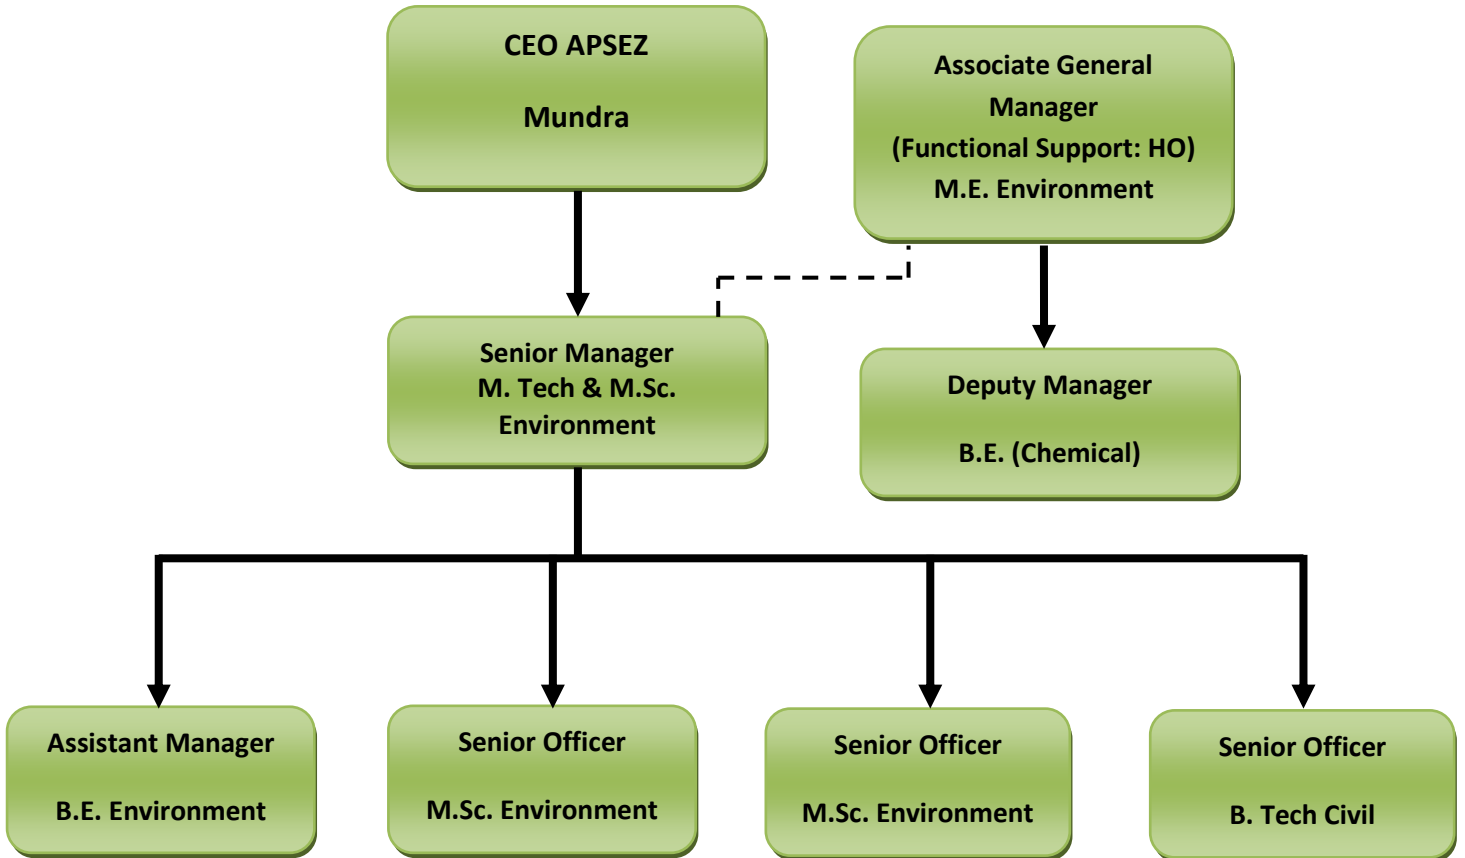 CEO APSEZ
Mundra
Associate General
Manager
(Functional Support: HO)
M.E. Environment
Senior Manager
M. Tech & M.Sc.
Environment
Deputy Manager
B.E. (Chemical)
Assistant Manager
B.E. Environment
Senior Officer
M.Sc. Environment
Senior Officer
M.Sc. Environment
Senior Officer
B. Tech Civil